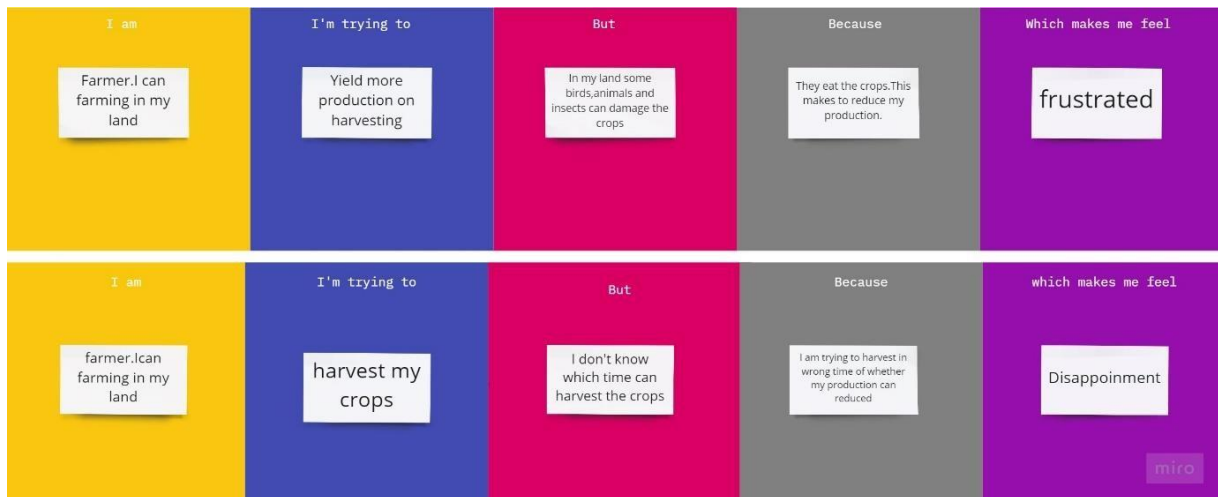 I am
Farmer.I can
farming in my
land
I'm trying to
Yield more
production on
harvesting
But
In my land some
birds,animals and
insects can damage the
crops
Because
They eat the crops.This
makes to reduce my
production.
Which makes me feel
frustrated
I am
farmer.Ican
farming in my
land
I'm trying to
harvest my
crops
But
I don't know
which time can
harvest the crops
Because
I am trying to harvest in
wrong time of whether
my production can
reduced
which makes me feel
Disappoinment
miro